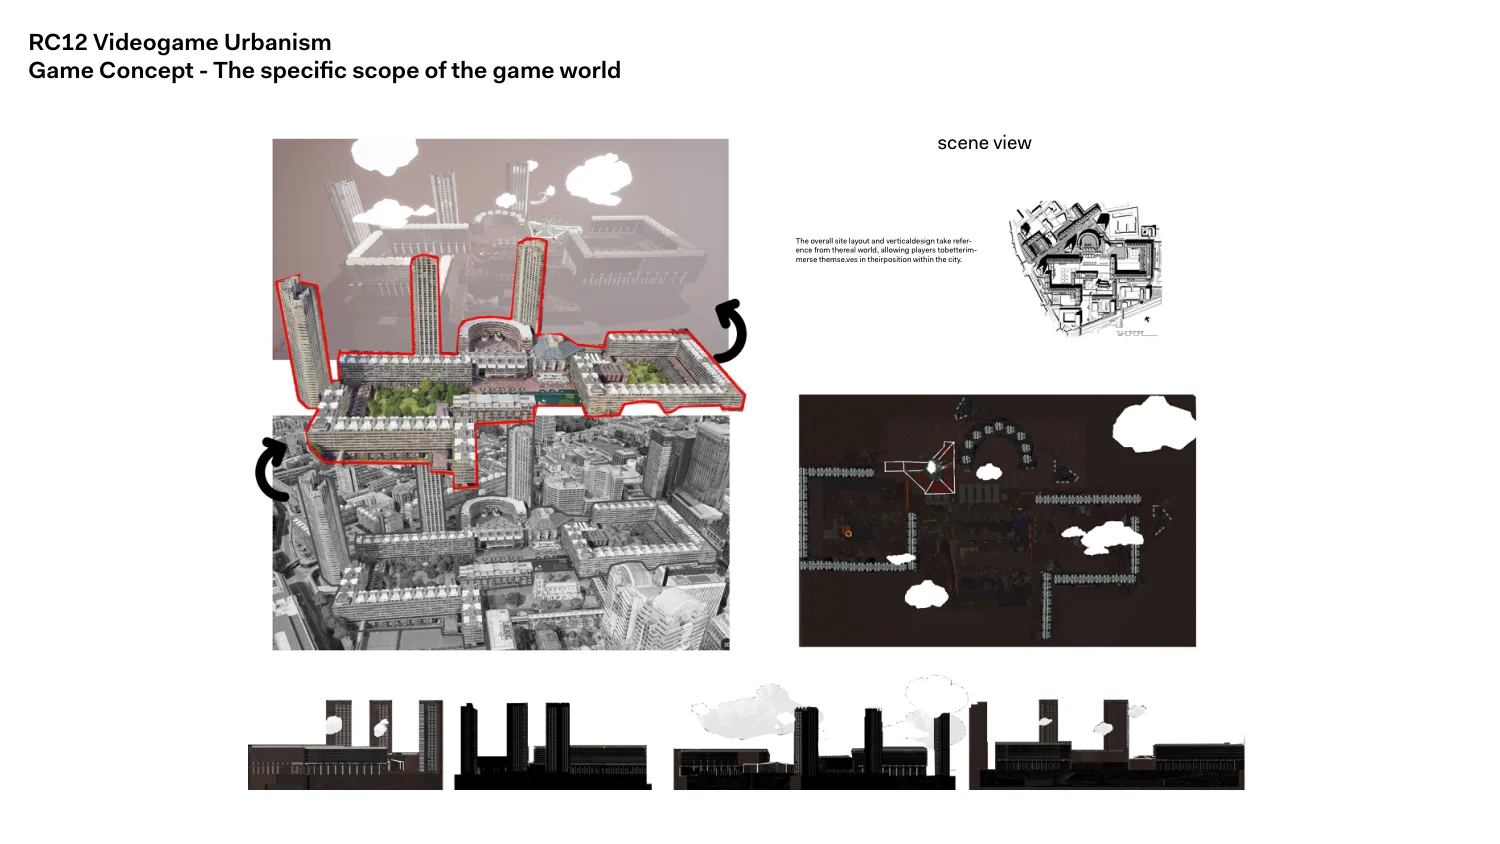 RC12 Videogame Urbanism
Game Concept - The specific scope of the game world
scene view
The overall site layout and verticaldesign take refer-
ence from thereal world, allowing players tobetterim-
merse themse.ves in theirposition within the city.